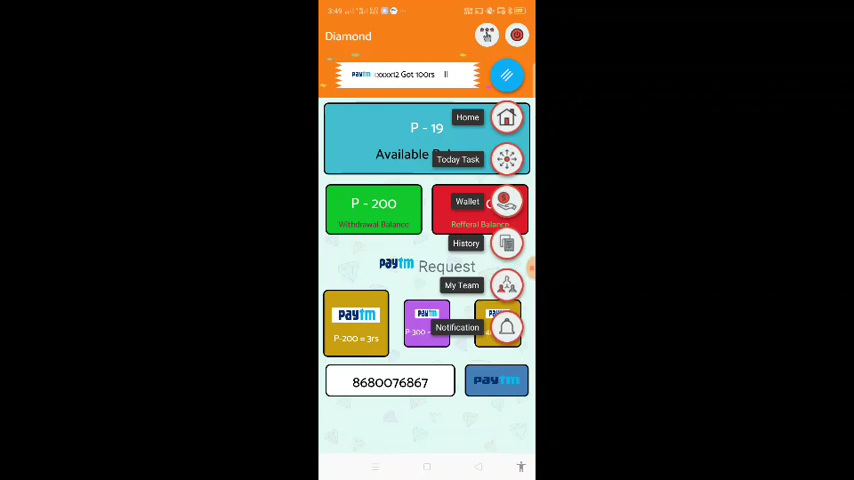 3:49
Diamond
paytm xxxx12 Got 100rs
Home
P - 19
Today Task
Available
P - 200
Wallet
Withdrawal Balance
Refferal Balance
History
paytm Request
My Team
paytm
paytm
Notification
P-200 = 3rs
P-300 =
8680076867
paytm